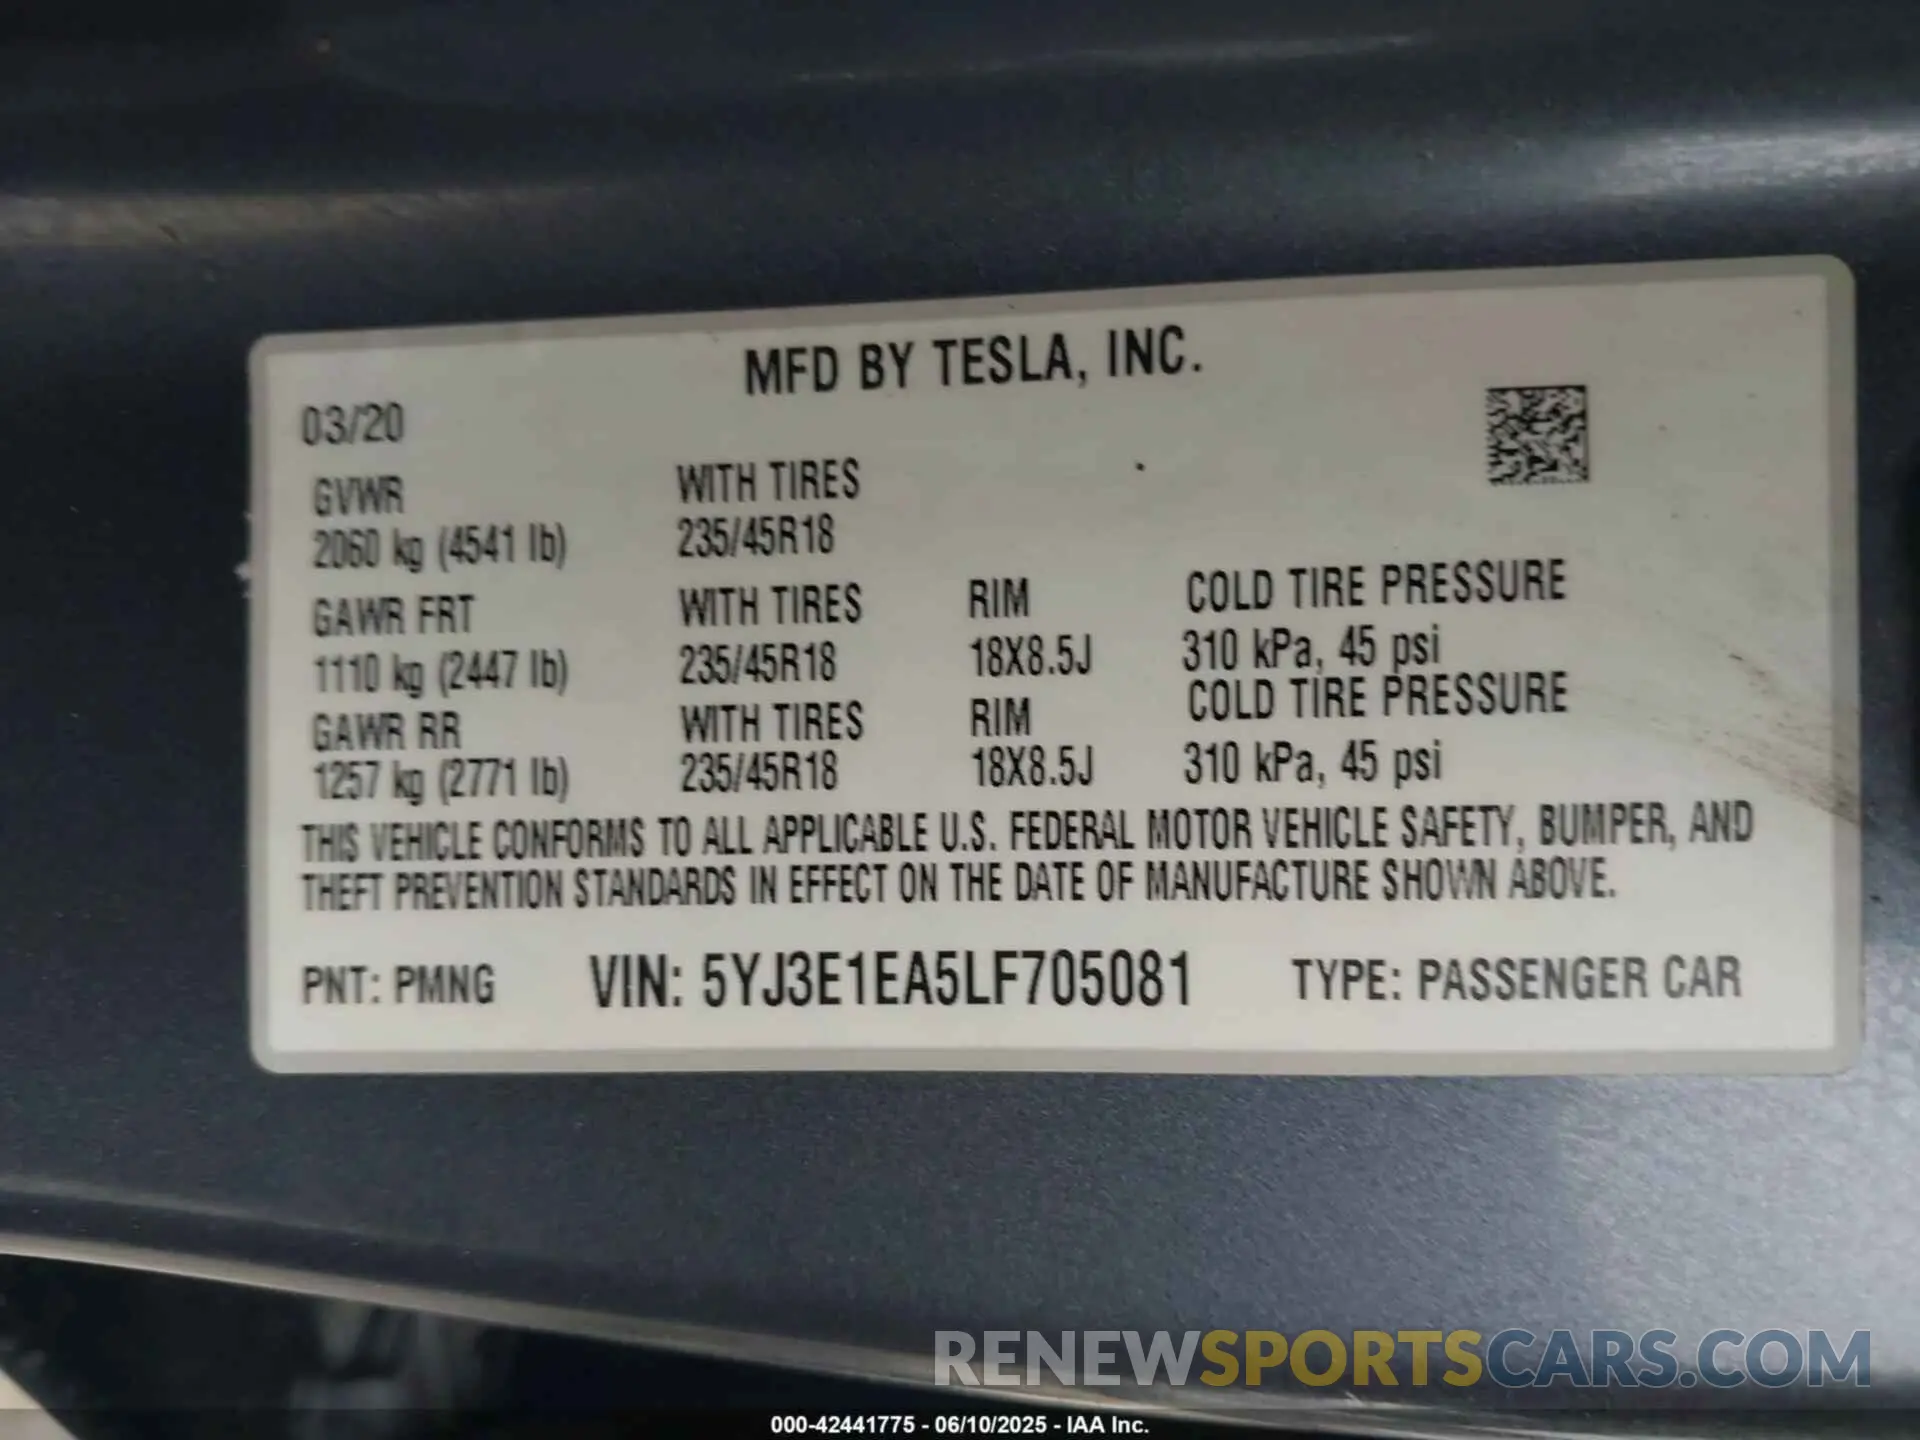 MFD BY TESLA, INC.
03/20
GVWR WITH TIRES
2060 kg (4541 lb) 235/45R18
GAWR FRT WITH TIRES RIM COLD TIRE PRESSURE
1110 kg (2447 lb) 235/45R18 18X8.5J 310 kPa, 45 psi
GAWR RR WITH TIRES RIM COLD TIRE PRESSURE
1257 kg (2771 lb) 235/45R18 18X8.5J 310 kPa, 45 psi
THIS VEHICLE CONFORMS TO ALL APPLICABLE U.S. FEDERAL MOTOR VEHICLE SAFETY, BUMPER, AND
THEFT PREVENTION STANDARDS IN EFFECT ON THE DATE OF MANUFACTURE SHOWN ABOVE.
PNT: PMNG VIN: 5YJ3E1EA5LF705081 TYPE: PASSENGER CAR
RENEWSPORTSCARS.COM
000-42441775 - 06/10/2025 - IAA Inc.